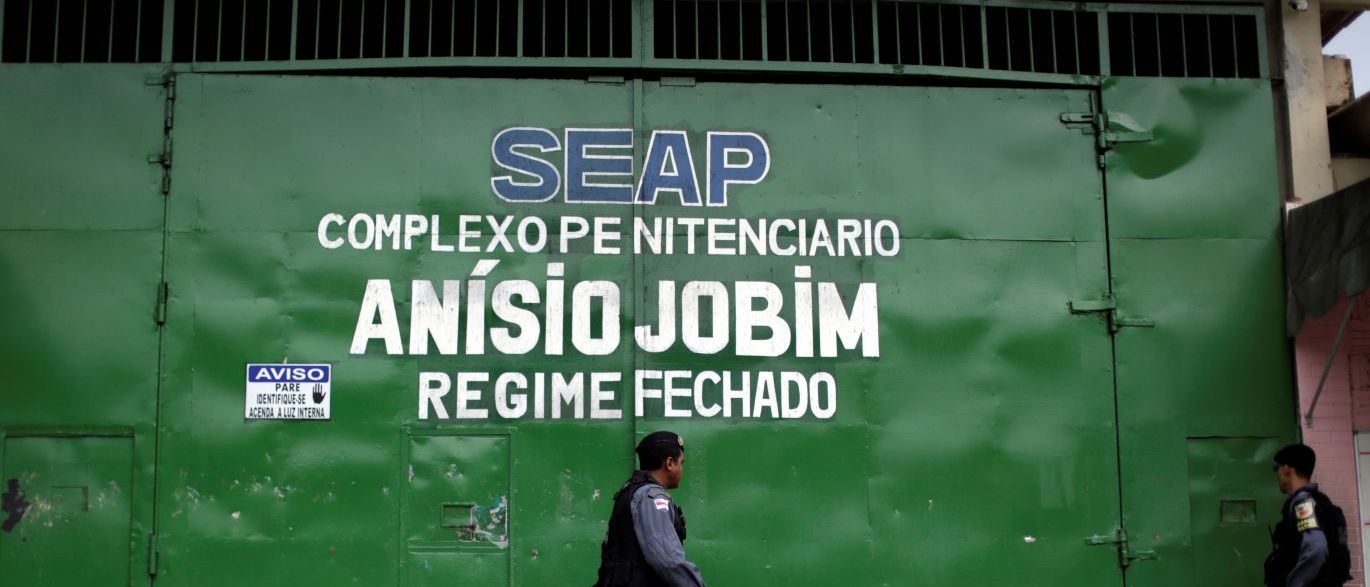 SEAP
COMPLEXO PENITENCIARIO
ANÍSIO JOBIM
REGIME FECHADO
AVISO
PARE
IDENTIFIQUE-SE
ACENDA A LUZ INTERNA